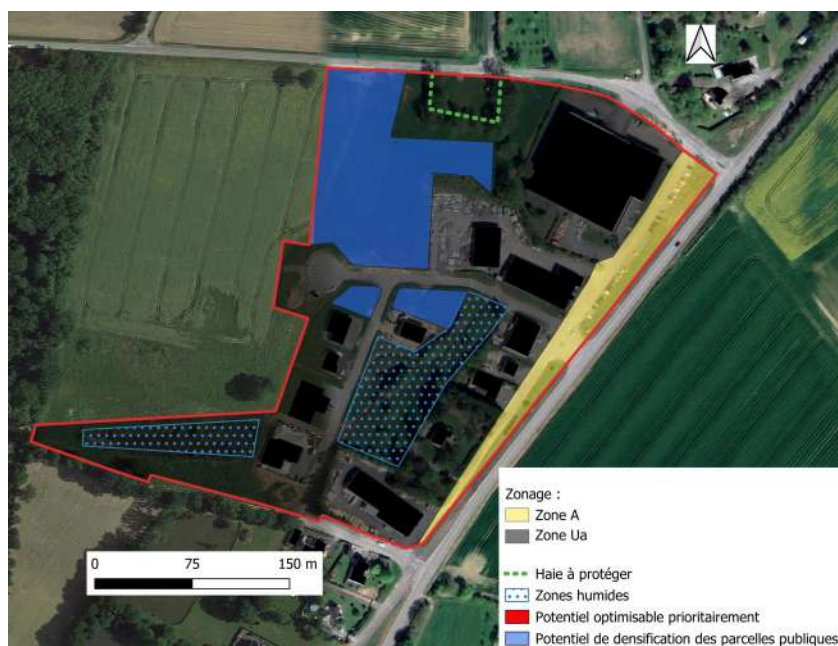 0 75 150 m
Zonage :
Zone A
Zone Ua
Haie à protéger
Zones humides
Potentiel optimisable prioritairement
Potentiel de densification des parcelles publiques